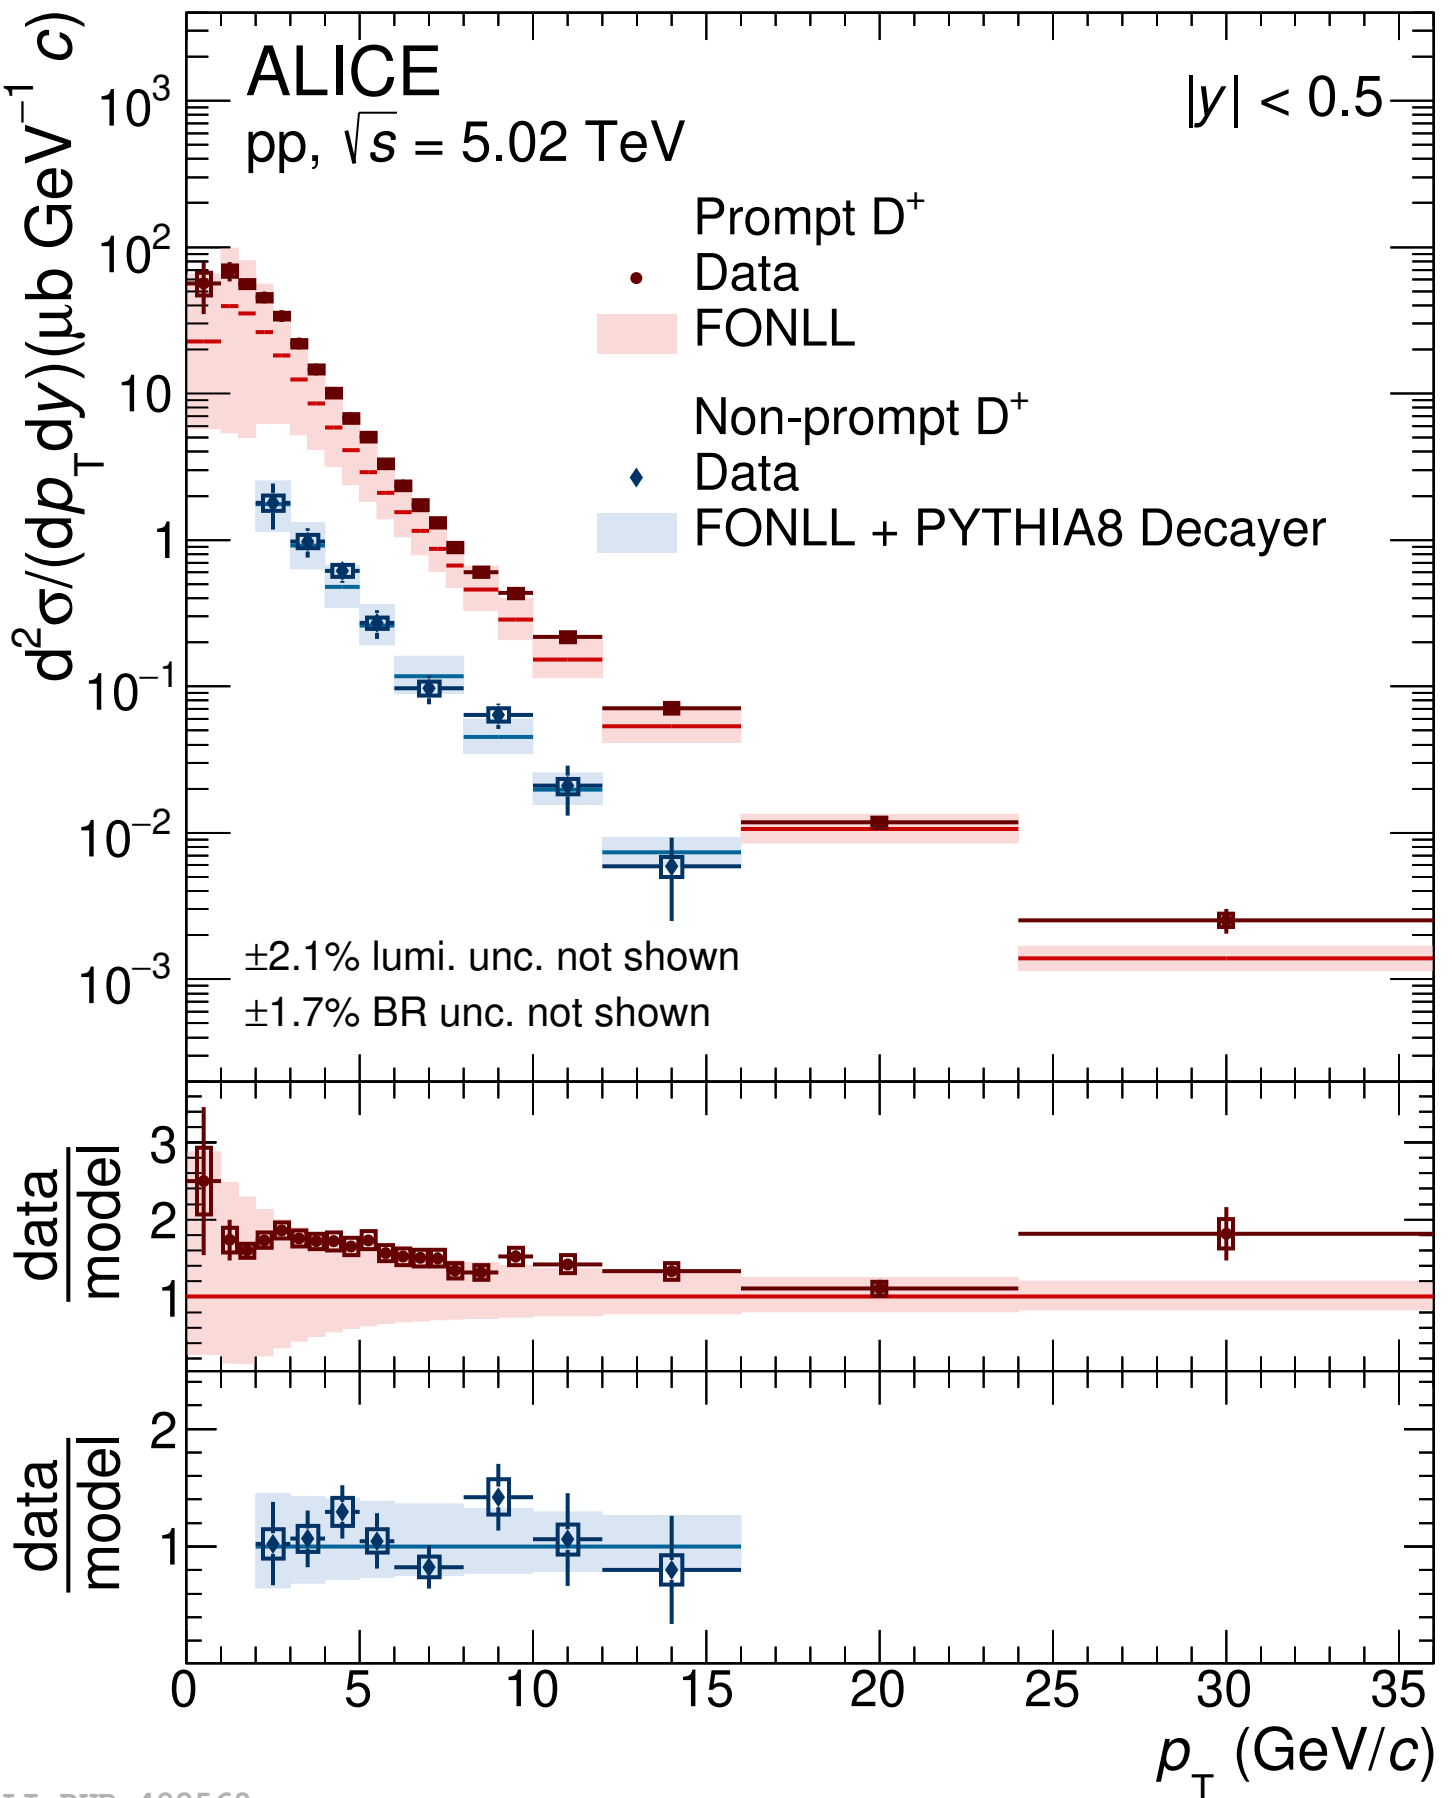 ALICE
|y| < 0.5
pp, √s = 5.02 TeV
Prompt D⁺
Data
FONLL
Non-prompt D⁺
Data
FONLL + PYTHIA8 Decayer
±2.1% lumi. unc. not shown
±1.7% BR unc. not shown
d²σ/(dp_T dy)(μb GeV⁻¹ c)
10³
10²
10
1
10⁻¹
10⁻²
10⁻³
data
model
3
2
1
data
model
2
1
0 5 10 15 20 25 30 35
p_T (GeV/c)